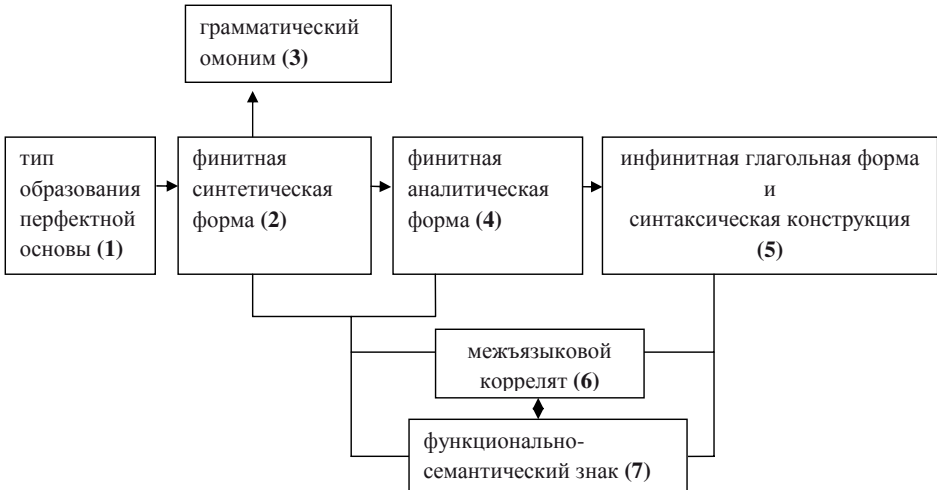 грамматический
омоним (3)
тип
образования
перфектной
основы (1)
финитная
синтетическая
форма (2)
финитная
аналитическая
форма (4)
инфинитная глагольная форма
и
синтаксическая конструкция
(5)
межъязыковой
коррелят (6)
функционально-
семантический знак (7)